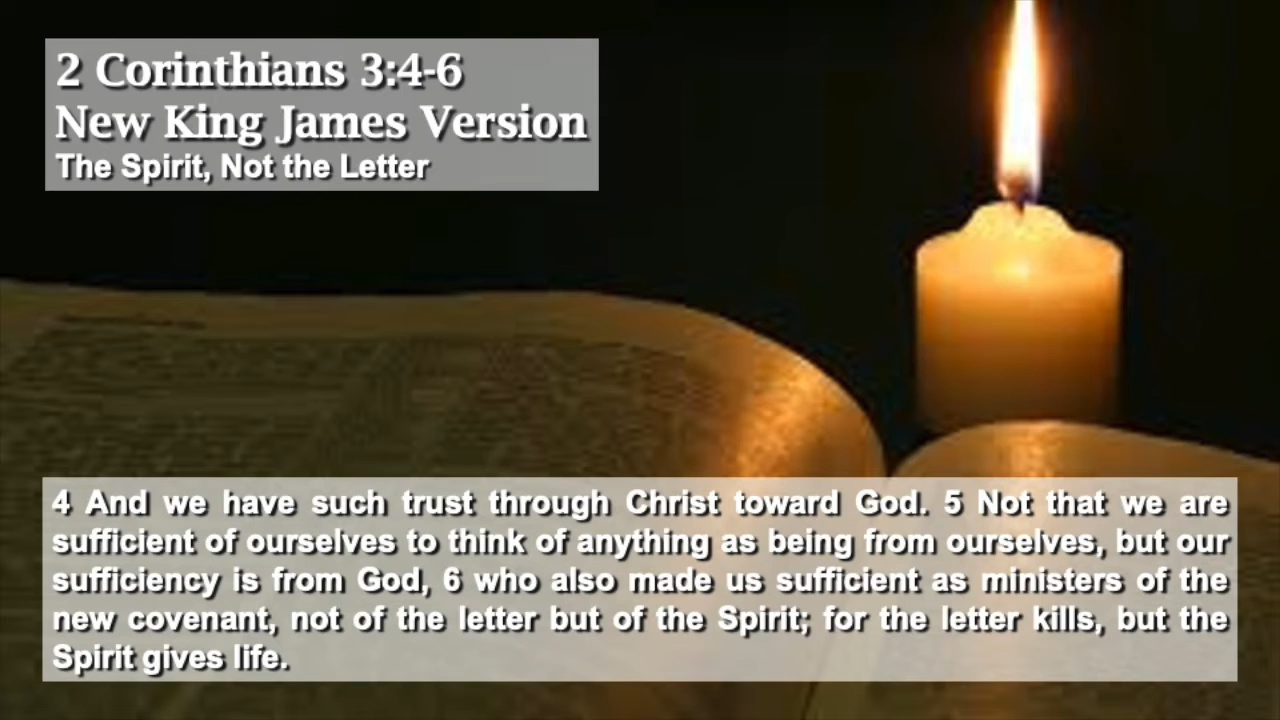 2 Corinthians 3:4-6
New King James Version
The Spirit, Not the Letter
4 And we have such trust through Christ toward God. 5 Not that we are
sufficient of ourselves to think of anything as being from ourselves, but our
sufficiency is from God, 6 who also made us sufficient as ministers of the
new covenant, not of the letter but of the Spirit; for the letter kills, but the
Spirit gives life.